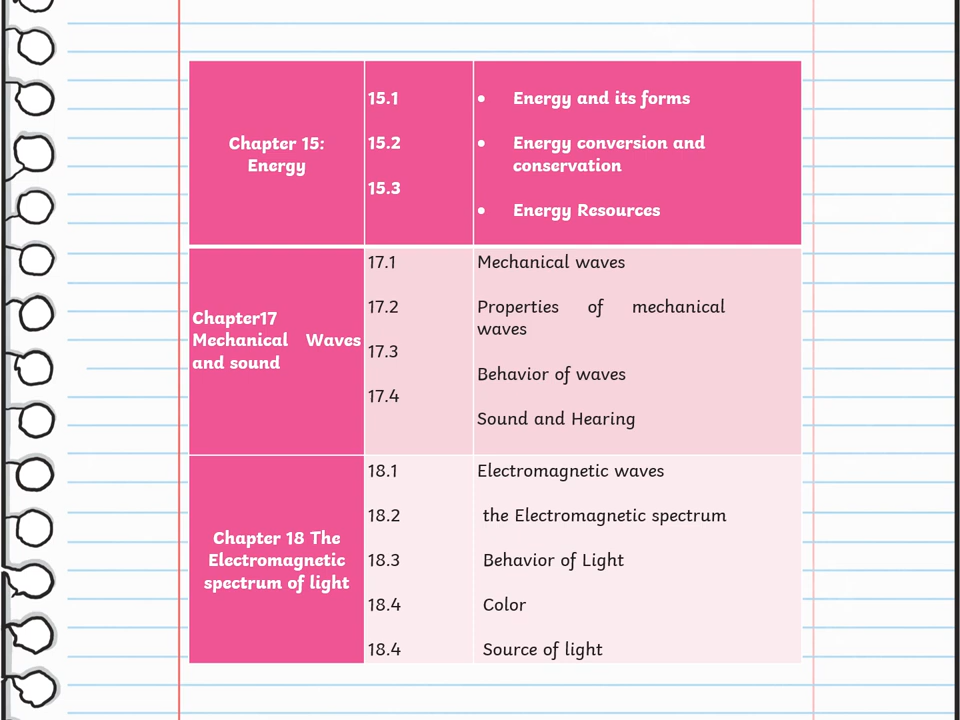 Chapter 15:
Energy
15.1
15.2
15.3
• Energy and its forms
• Energy conversion and
conservation
• Energy Resources
Chapter17
Mechanical Waves
and sound
17.1
17.2
17.3
17.4
Mechanical waves
Properties of mechanical
waves
Behavior of waves
Sound and Hearing
Chapter 18 The
Electromagnetic
spectrum of light
18.1
18.2
18.3
18.4
18.4
Electromagnetic waves
the Electromagnetic spectrum
Behavior of Light
Color
Source of light